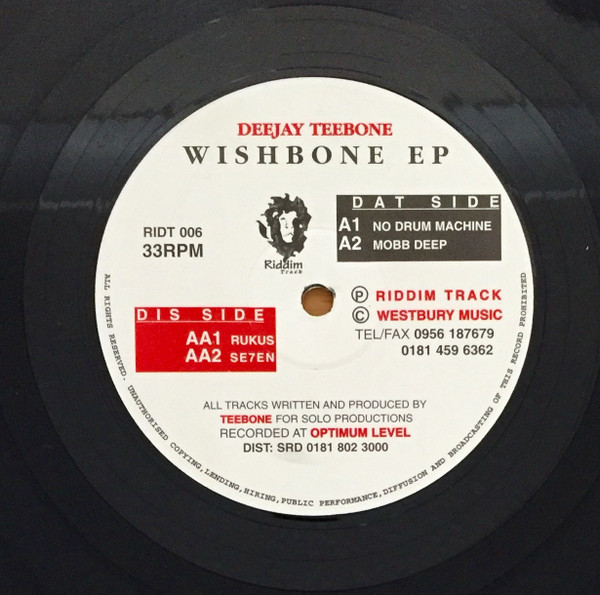 DEEJAY TEEBONE
WISHBONE EP
RIDT 006
33RPM
Riddim
Track
DAT SIDE
A1 NO DRUM MACHINE
A2 MOBB DEEP
Ⓟ RIDDIM TRACK
Ⓒ WESTBURY MUSIC
TEL/FAX 0956 187679
0181 459 6362
DIS SIDE
AA1 RUKUS
AA2 SE7EN
ALL TRACKS WRITTEN AND PRODUCED BY
TEEBONE FOR SOLO PRODUCTIONS
RECORDED AT OPTIMUM LEVEL
DIST: SRD 0181 802 3000
ALL RIGHTS RESERVED. UNAUTHORISED COPYING,LENDING,HIRING,PUBLIC PERFORMANCE,DIFFUSION AND BROADCASTING OF THIS RECORD PROHIBITED